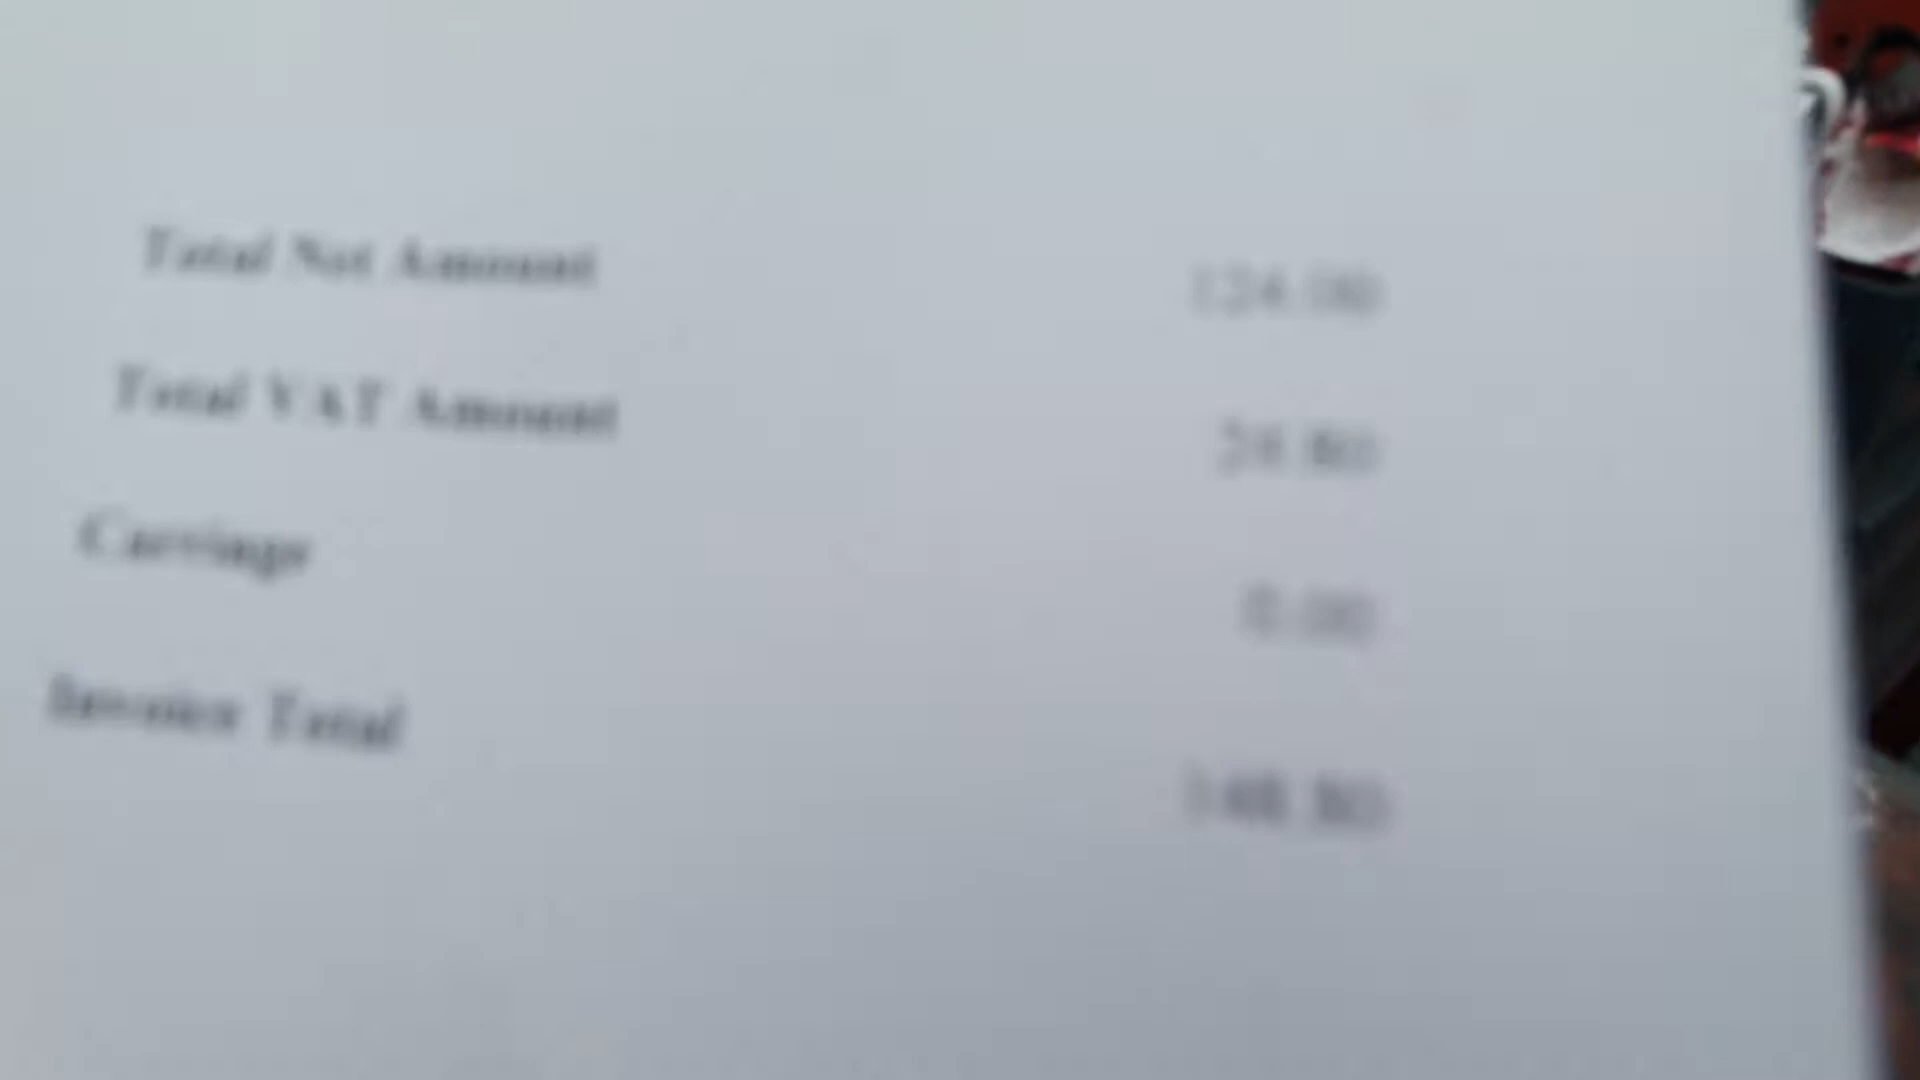 Total Net Amount 124.00
Total VAT Amount 24.80
Carriage 0.00
Invoice Total 148.80